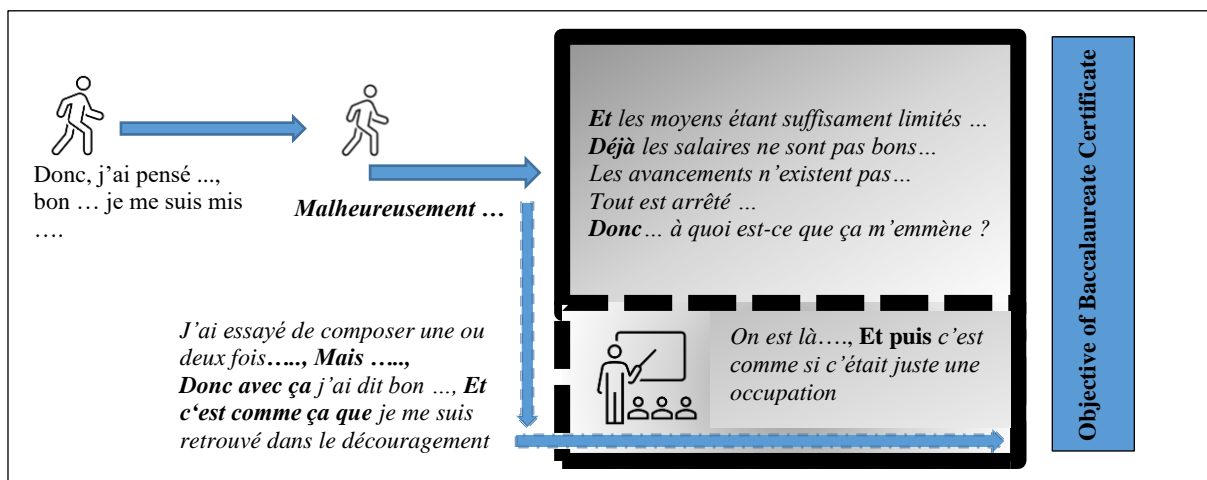 Donc, j’ai pensé ...,
bon … je me suis mis
….
Malheureusement …
Et les moyens étant suffisament limités …
Déjà les salaires ne sont pas bons…
Les avancements n’existent pas…
Tout est arrêté …
Donc… à quoi est-ce que ça m’emmène ?
J’ai essayé de composer une ou
deux fois….., Mais …..,
Donc avec ça j’ai dit bon …, Et
c‘est comme ça que je me suis
retrouvé dans le découragement
On est là…., Et puis c’est
comme si c’était juste une
occupation
Objective of Baccalaureate Certificate